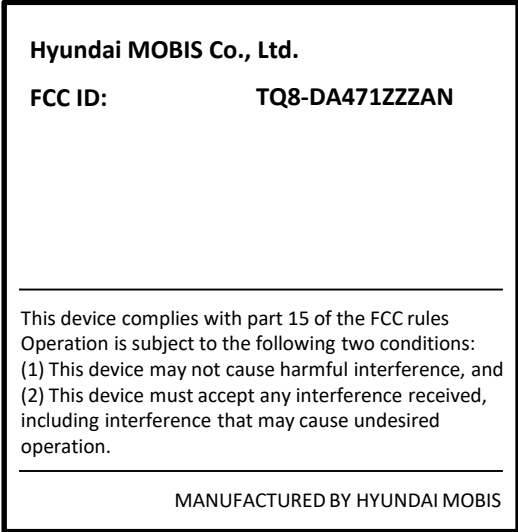 Hyundai MOBIS Co., Ltd.
FCC ID: TQ8-DA471ZZZAN
This device complies with part 15 of the FCC rules
Operation is subject to the following two conditions:
(1) This device may not cause harmful interference, and
(2) This device must accept any interference received,
including interference that may cause undesired
operation.
MANUFACTURED BY HYUNDAI MOBIS